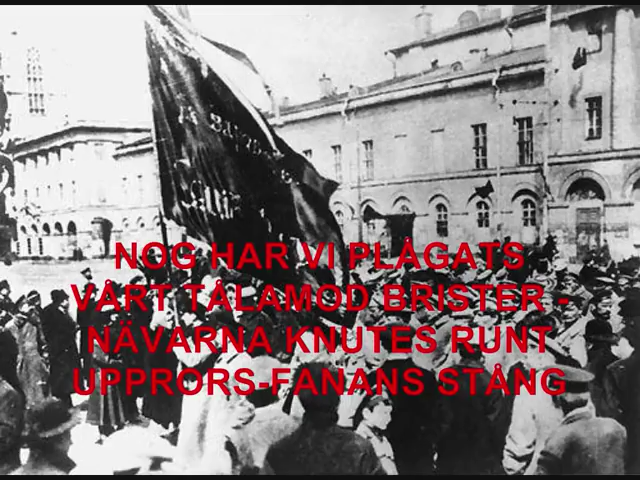 NOG HAR VI PLÅGATS
VÅRT TÅLAMOD BRISTER -
NÄVARNA KNUTES RUNT
UPPRORS-FANANS STÅNG